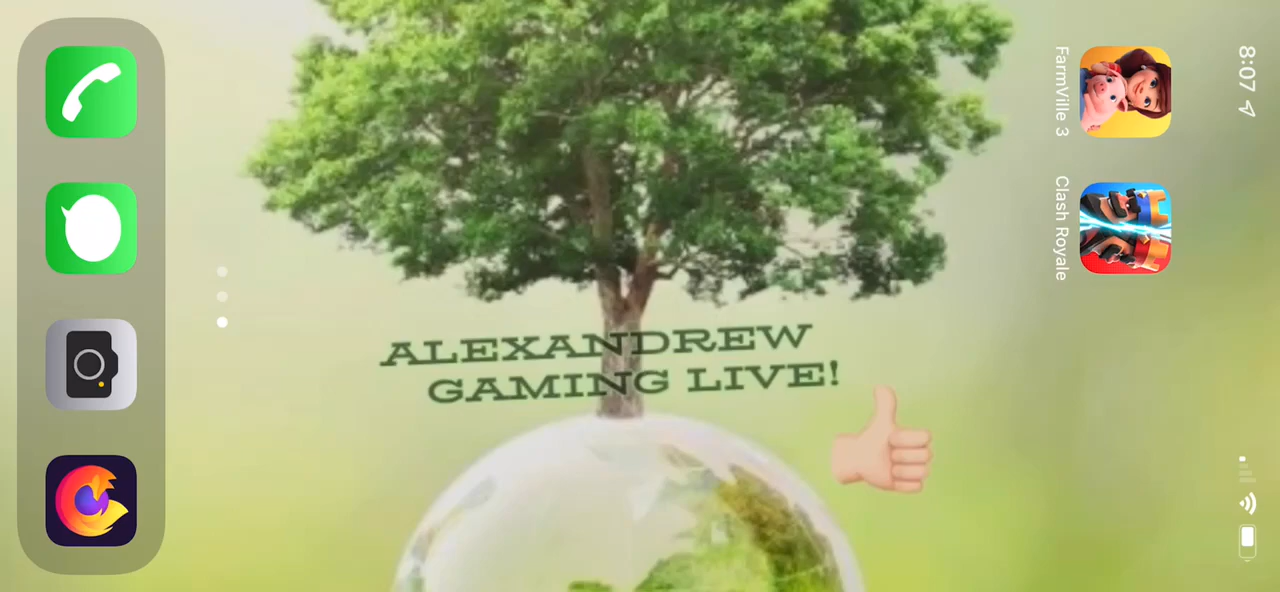 8:07
FarmVille 3
Clash Royale
ALEXANDREW
GAMING LIVE!